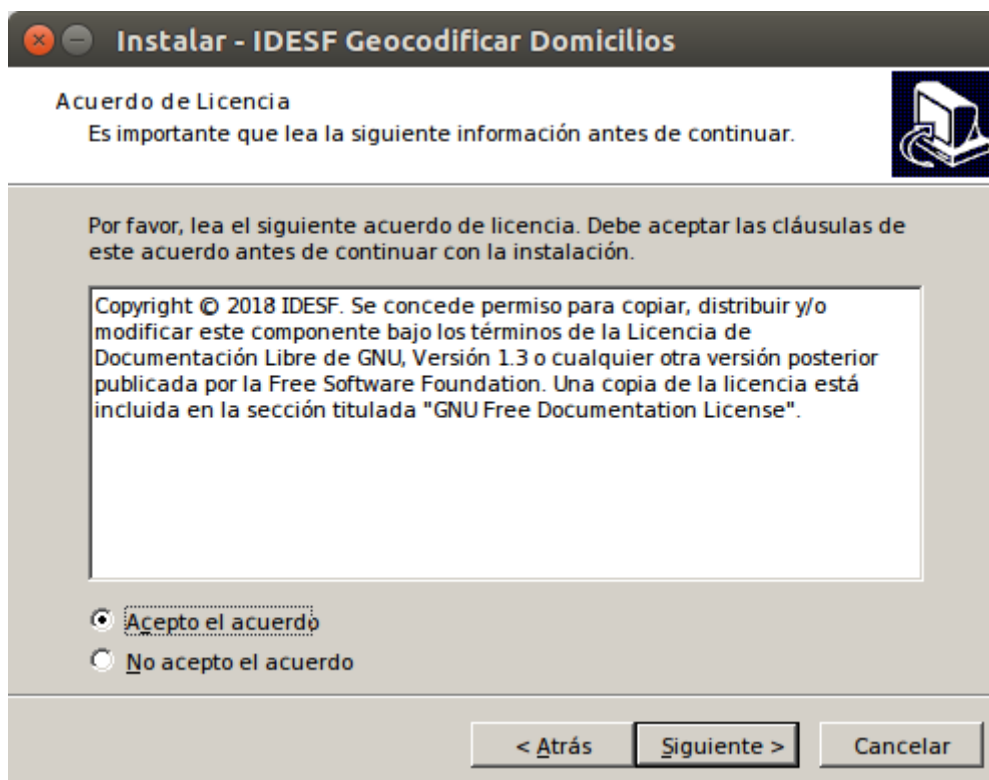 Instalar - IDESF Geocodificar Domicilios
Acuerdo de Licencia
Es importante que lea la siguiente información antes de continuar.
Por favor, lea el siguiente acuerdo de licencia. Debe aceptar las cláusulas de
este acuerdo antes de continuar con la instalación.
Copyright © 2018 IDESF. Se concede permiso para copiar, distribuir y/o
modificar este componente bajo los términos de la Licencia de
Documentación Libre de GNU, Versión 1.3 o cualquier otra versión posterior
publicada por la Free Software Foundation. Una copia de la licencia está
incluida en la sección titulada "GNU Free Documentation License".
Acepto el acuerdo
No acepto el acuerdo
< Atrás Siguiente > Cancelar